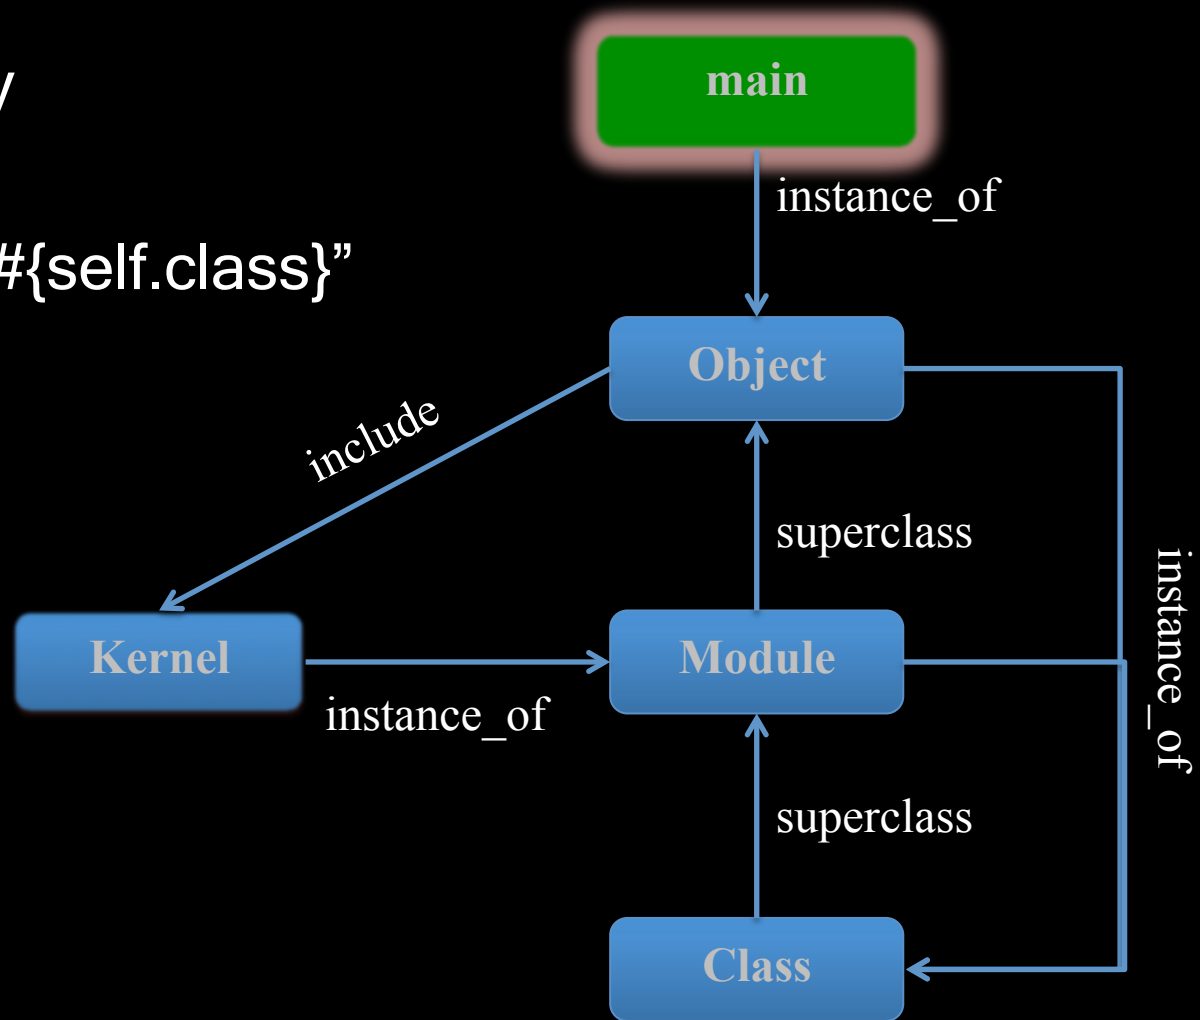 y
main
instance_of
#{self.class}”
Object
include
superclass
instance_of
Kernel
Module
instance_of
superclass
Class